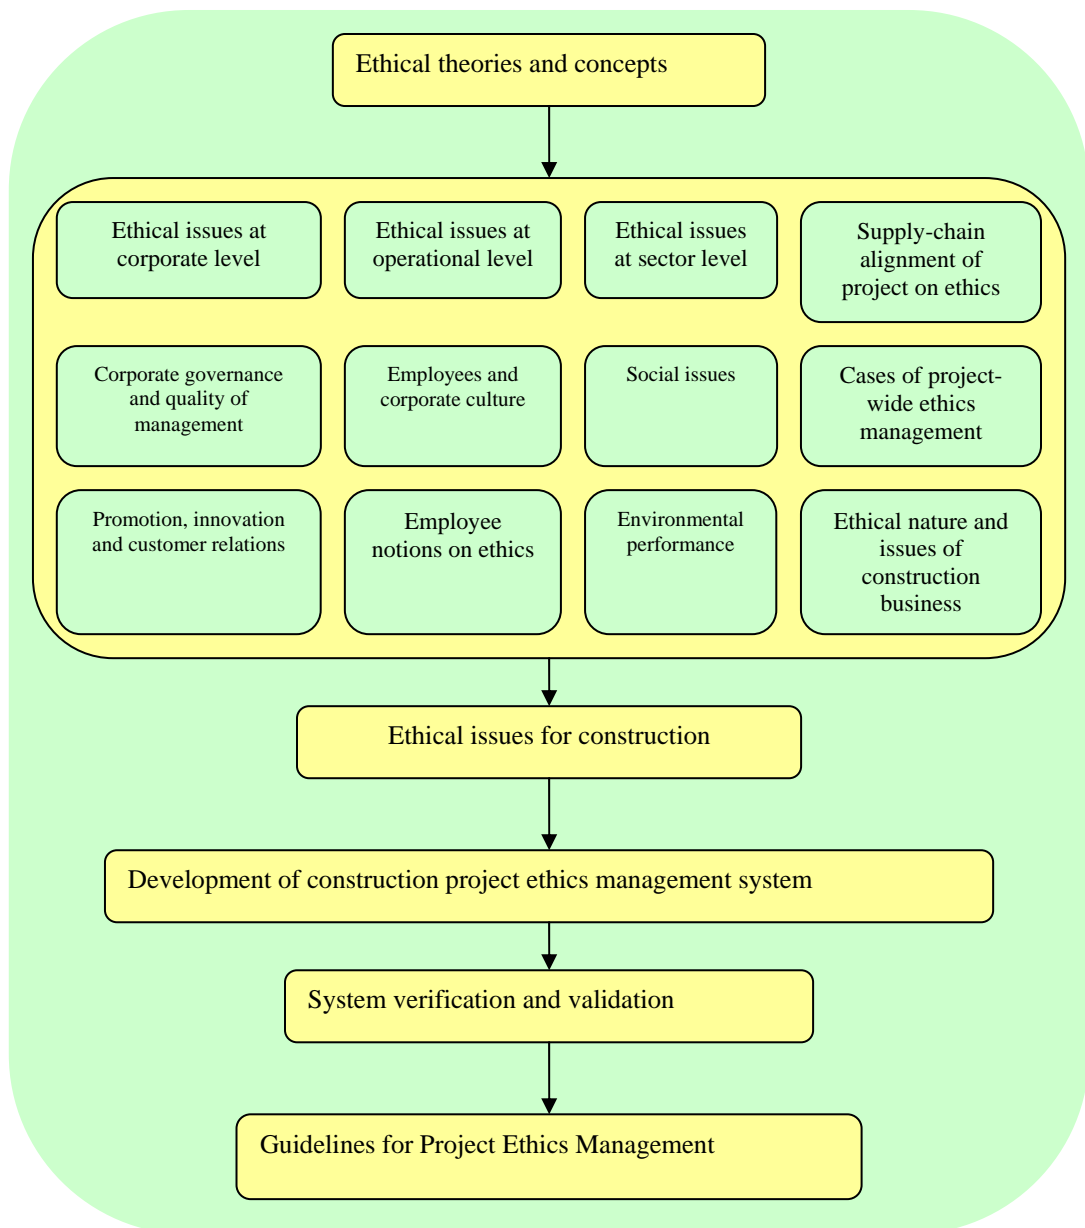 Ethical theories and concepts
Ethical issues at
corporate level
Ethical issues at
operational level
Ethical issues
at sector level
Supply-chain
alignment of
project on ethics
Corporate governance
and quality of
management
Employees and
corporate culture
Social issues
Cases of project-
wide ethics
management
Promotion, innovation
and customer relations
Employee
notions on ethics
Environmental
performance
Ethical nature and
issues of
construction
business
Ethical issues for construction
Development of construction project ethics management system
System verification and validation
Guidelines for Project Ethics Management